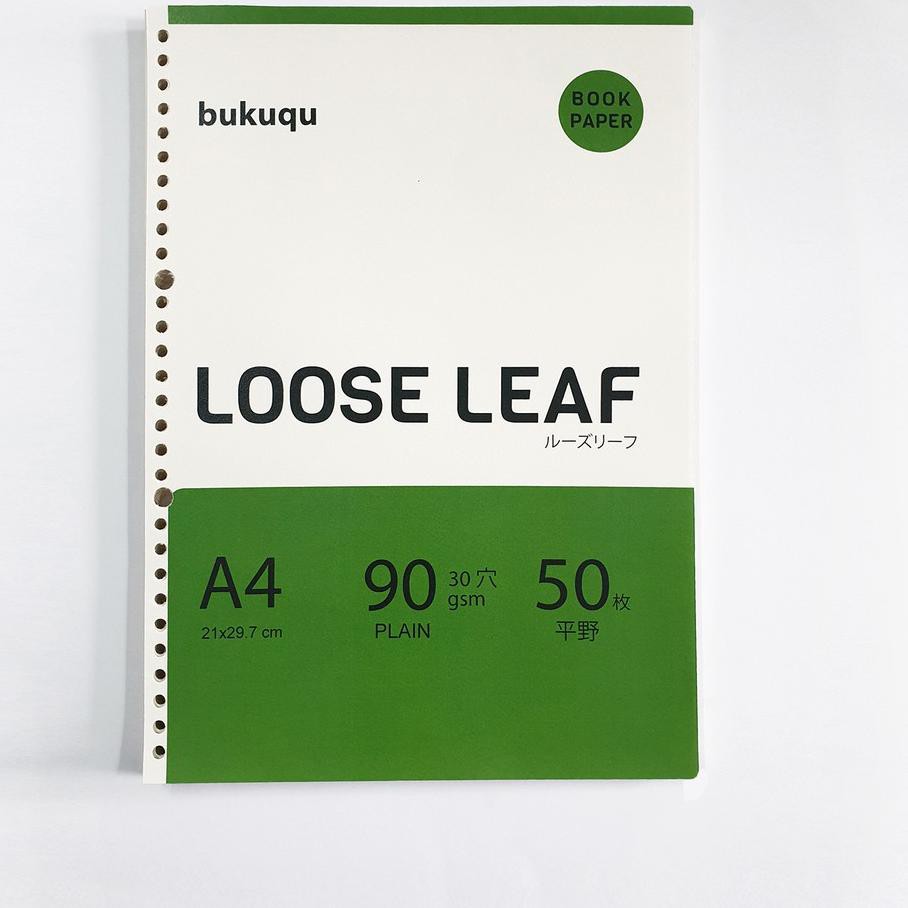 bukuqu
BOOK
PAPER
LOOSE LEAF
ルーズリーフ
A4
21x29.7 cm
90 30穴
gsm
PLAIN
50枚
平野